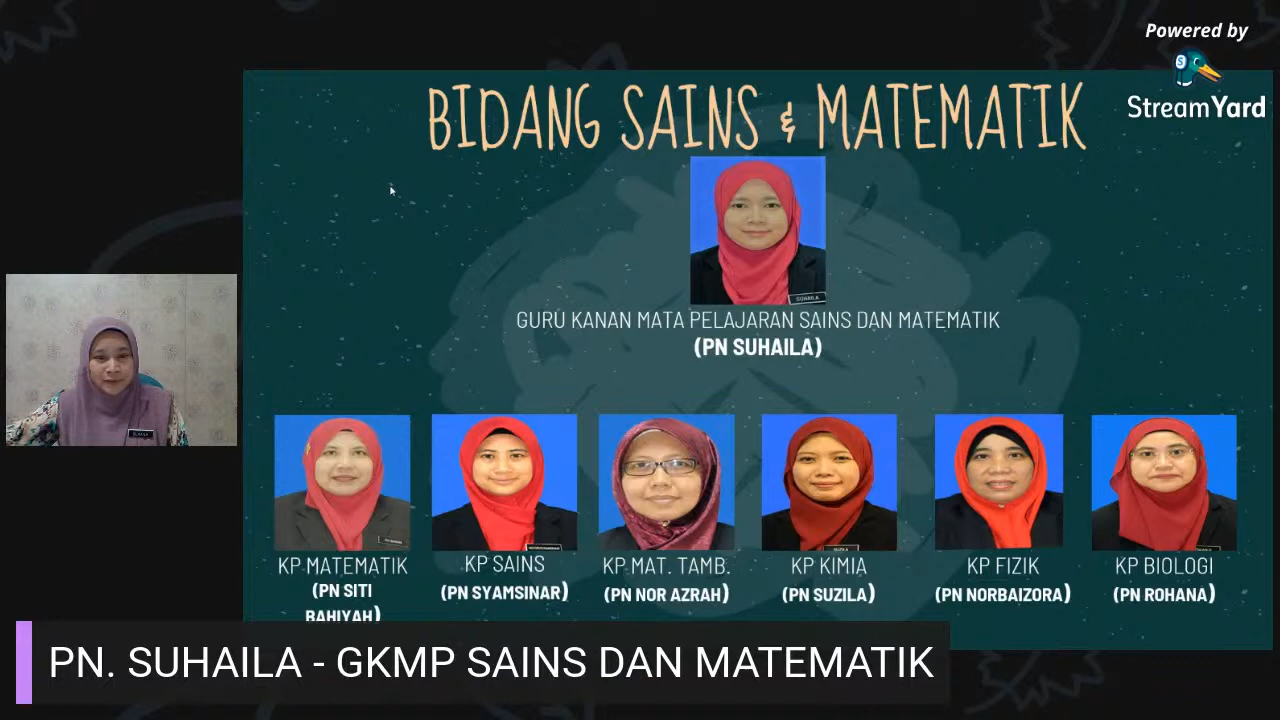 Powered by
StreamYard
BIDANG SAINS & MATEMATIK
SUHAILA
GURU KANAN MATA PELAJARAN SAINS DAN MATEMATIK
(PN SUHAILA)
KP MATEMATIK
(PN SITI
BAHIYAH)
KP SAINS
(PN SYAMSINAR)
KP MAT. TAMB.
(PN NOR AZRAH)
KP KIMIA
(PN SUZILA)
KP FIZIK
(PN NORBAIZORA)
KP BIOLOGI
(PN ROHANA)
PN. SUHAILA - GKMP SAINS DAN MATEMATIK